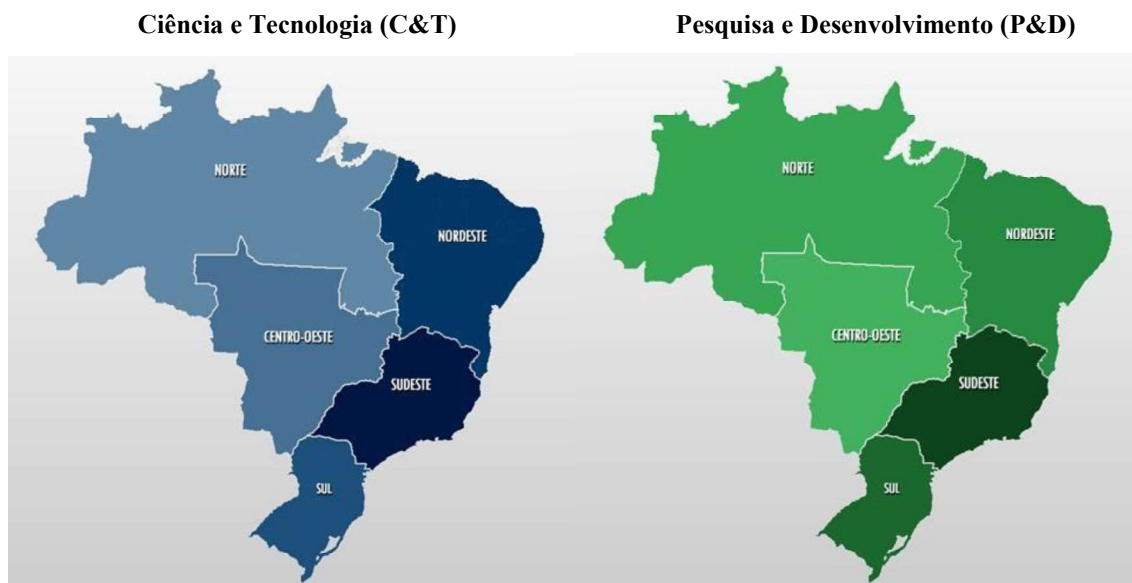 Ciência e Tecnologia (C&T)
Pesquisa e Desenvolvimento (P&D)
NORTE
NORDESTE
CENTRO-OESTE
SUDESTE
SUL
NORTE
NORDESTE
CENTRO-OESTE
SUDESTE
SUL